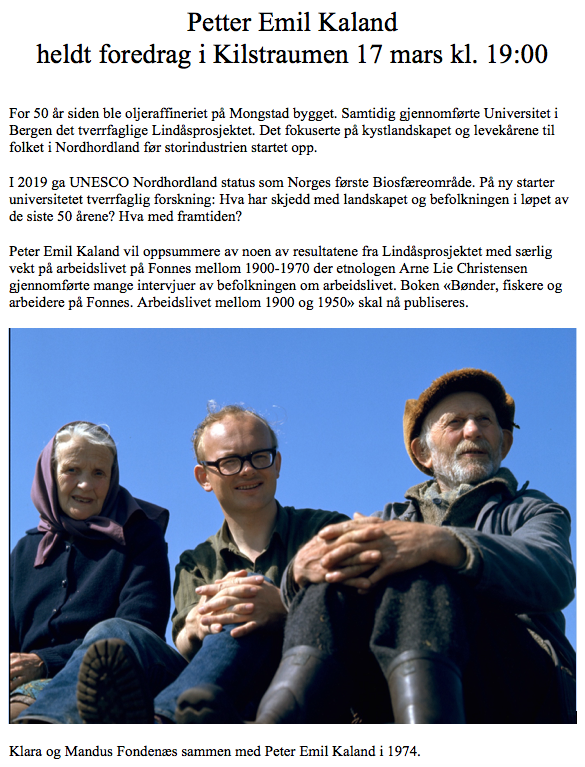 Petter Emil Kaland
heldt foredrag i Kilstraumen 17 mars kl. 19:00
For 50 år siden ble oljeraffineriet på Mongstad bygget. Samtidig gjennomførte Universitet i
Bergen det tverrfaglige Lindåsprosjektet. Det fokuserte på kystlandskapet og levekårene til
folket i Nordhordland før storindustrien startet opp.
I 2019 ga UNESCO Nordhordland status som Norges første Biosfæreområde. På ny starter
universitetet tverrfaglig forskning: Hva har skjedd med landskapet og befolkningen i løpet av
de siste 50 årene? Hva med framtiden?
Peter Emil Kaland vil oppsummere av noen av resultatene fra Lindåsprosjektet med særlig
vekt på arbeidslivet på Fonnes mellom 1900-1970 der etnologen Arne Lie Christensen
gjennomførte mange intervjuer av befolkningen om arbeidslivet. Boken «Bønder, fiskere og
arbeidere på Fonnes. Arbeidslivet mellom 1900 og 1950» skal nå publiseres.
Klara og Mandus Fondenæs sammen med Peter Emil Kaland i 1974.